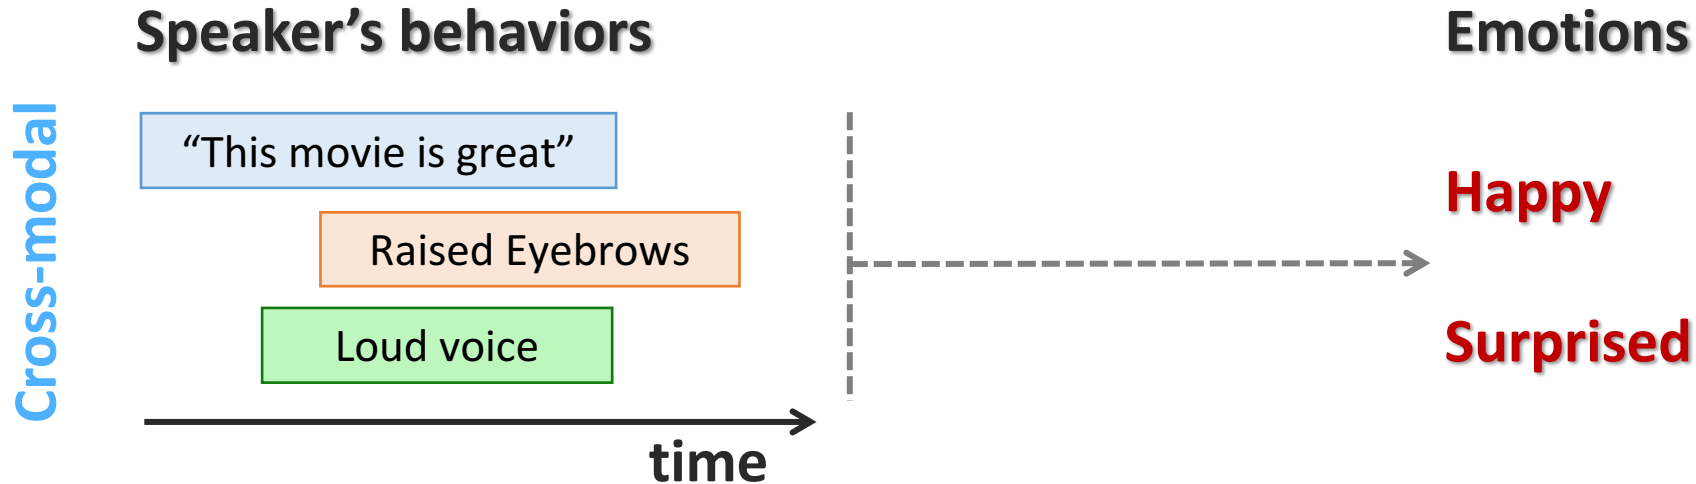 Speaker’s behaviors
Emotions
Cross-modal
“This movie is great”
Raised Eyebrows
Loud voice
time
Happy
Surprised